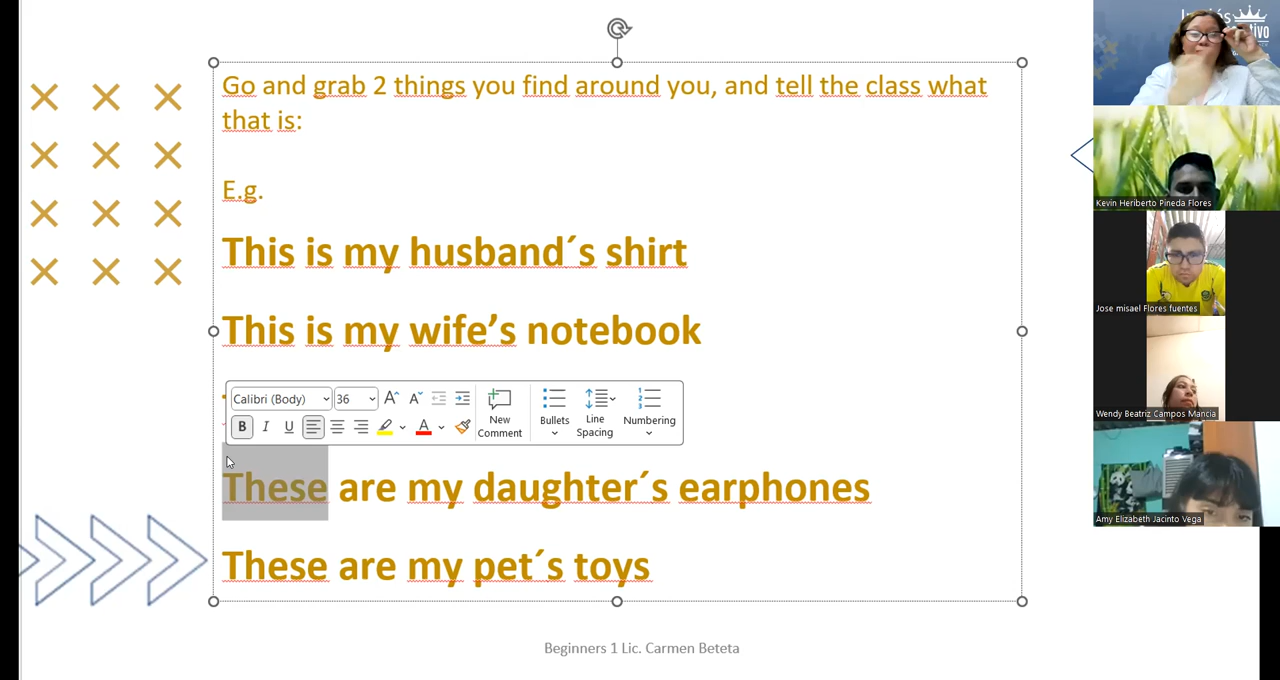 Inglés
Go and grab 2 things you find around you, and tell the class what
that is:
E.g.
This is my husband´s shirt
This is my wife’s notebook
Calibri (Body)
36
New
Comment
Bullets
Line
Spacing
Numbering
These are my daughter´s earphones
These are my pet´s toys
Beginners 1 Lic. Carmen Beteta
Kevin Heriberto Pineda Flores
Jose misael Flores fuentes
Wendy Beatriz Campos Mancia
Amy Elizabeth Jacinto Vega